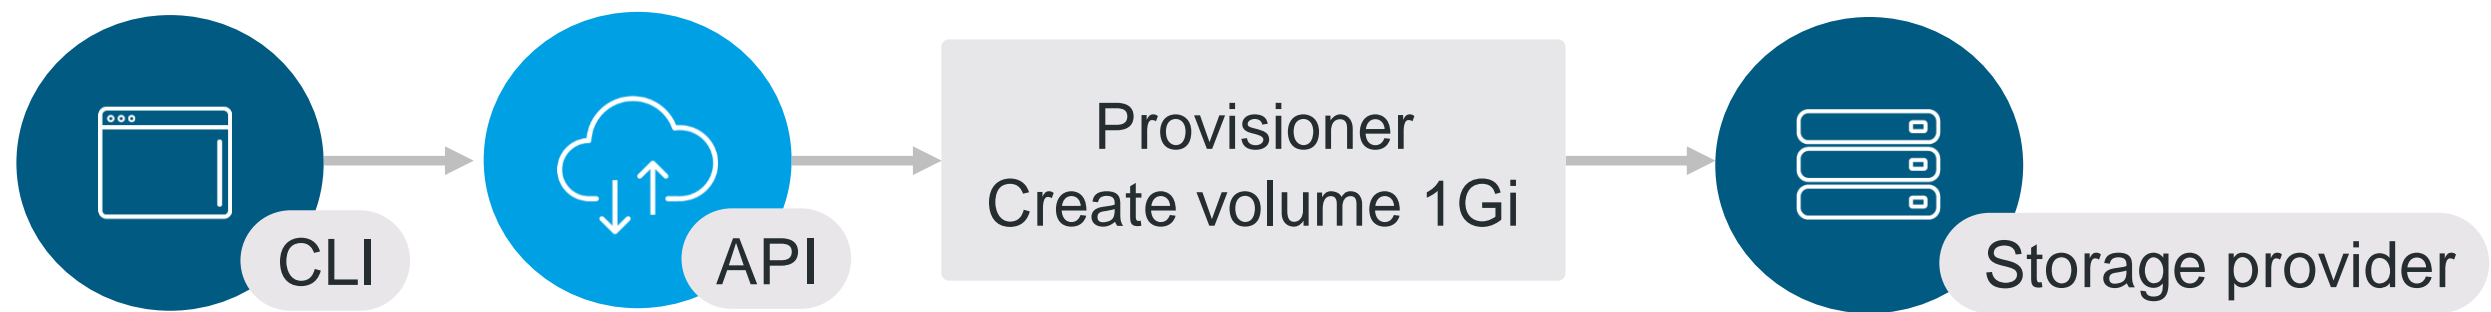 CLI
API
Provisioner
Create volume 1Gi
Storage provider